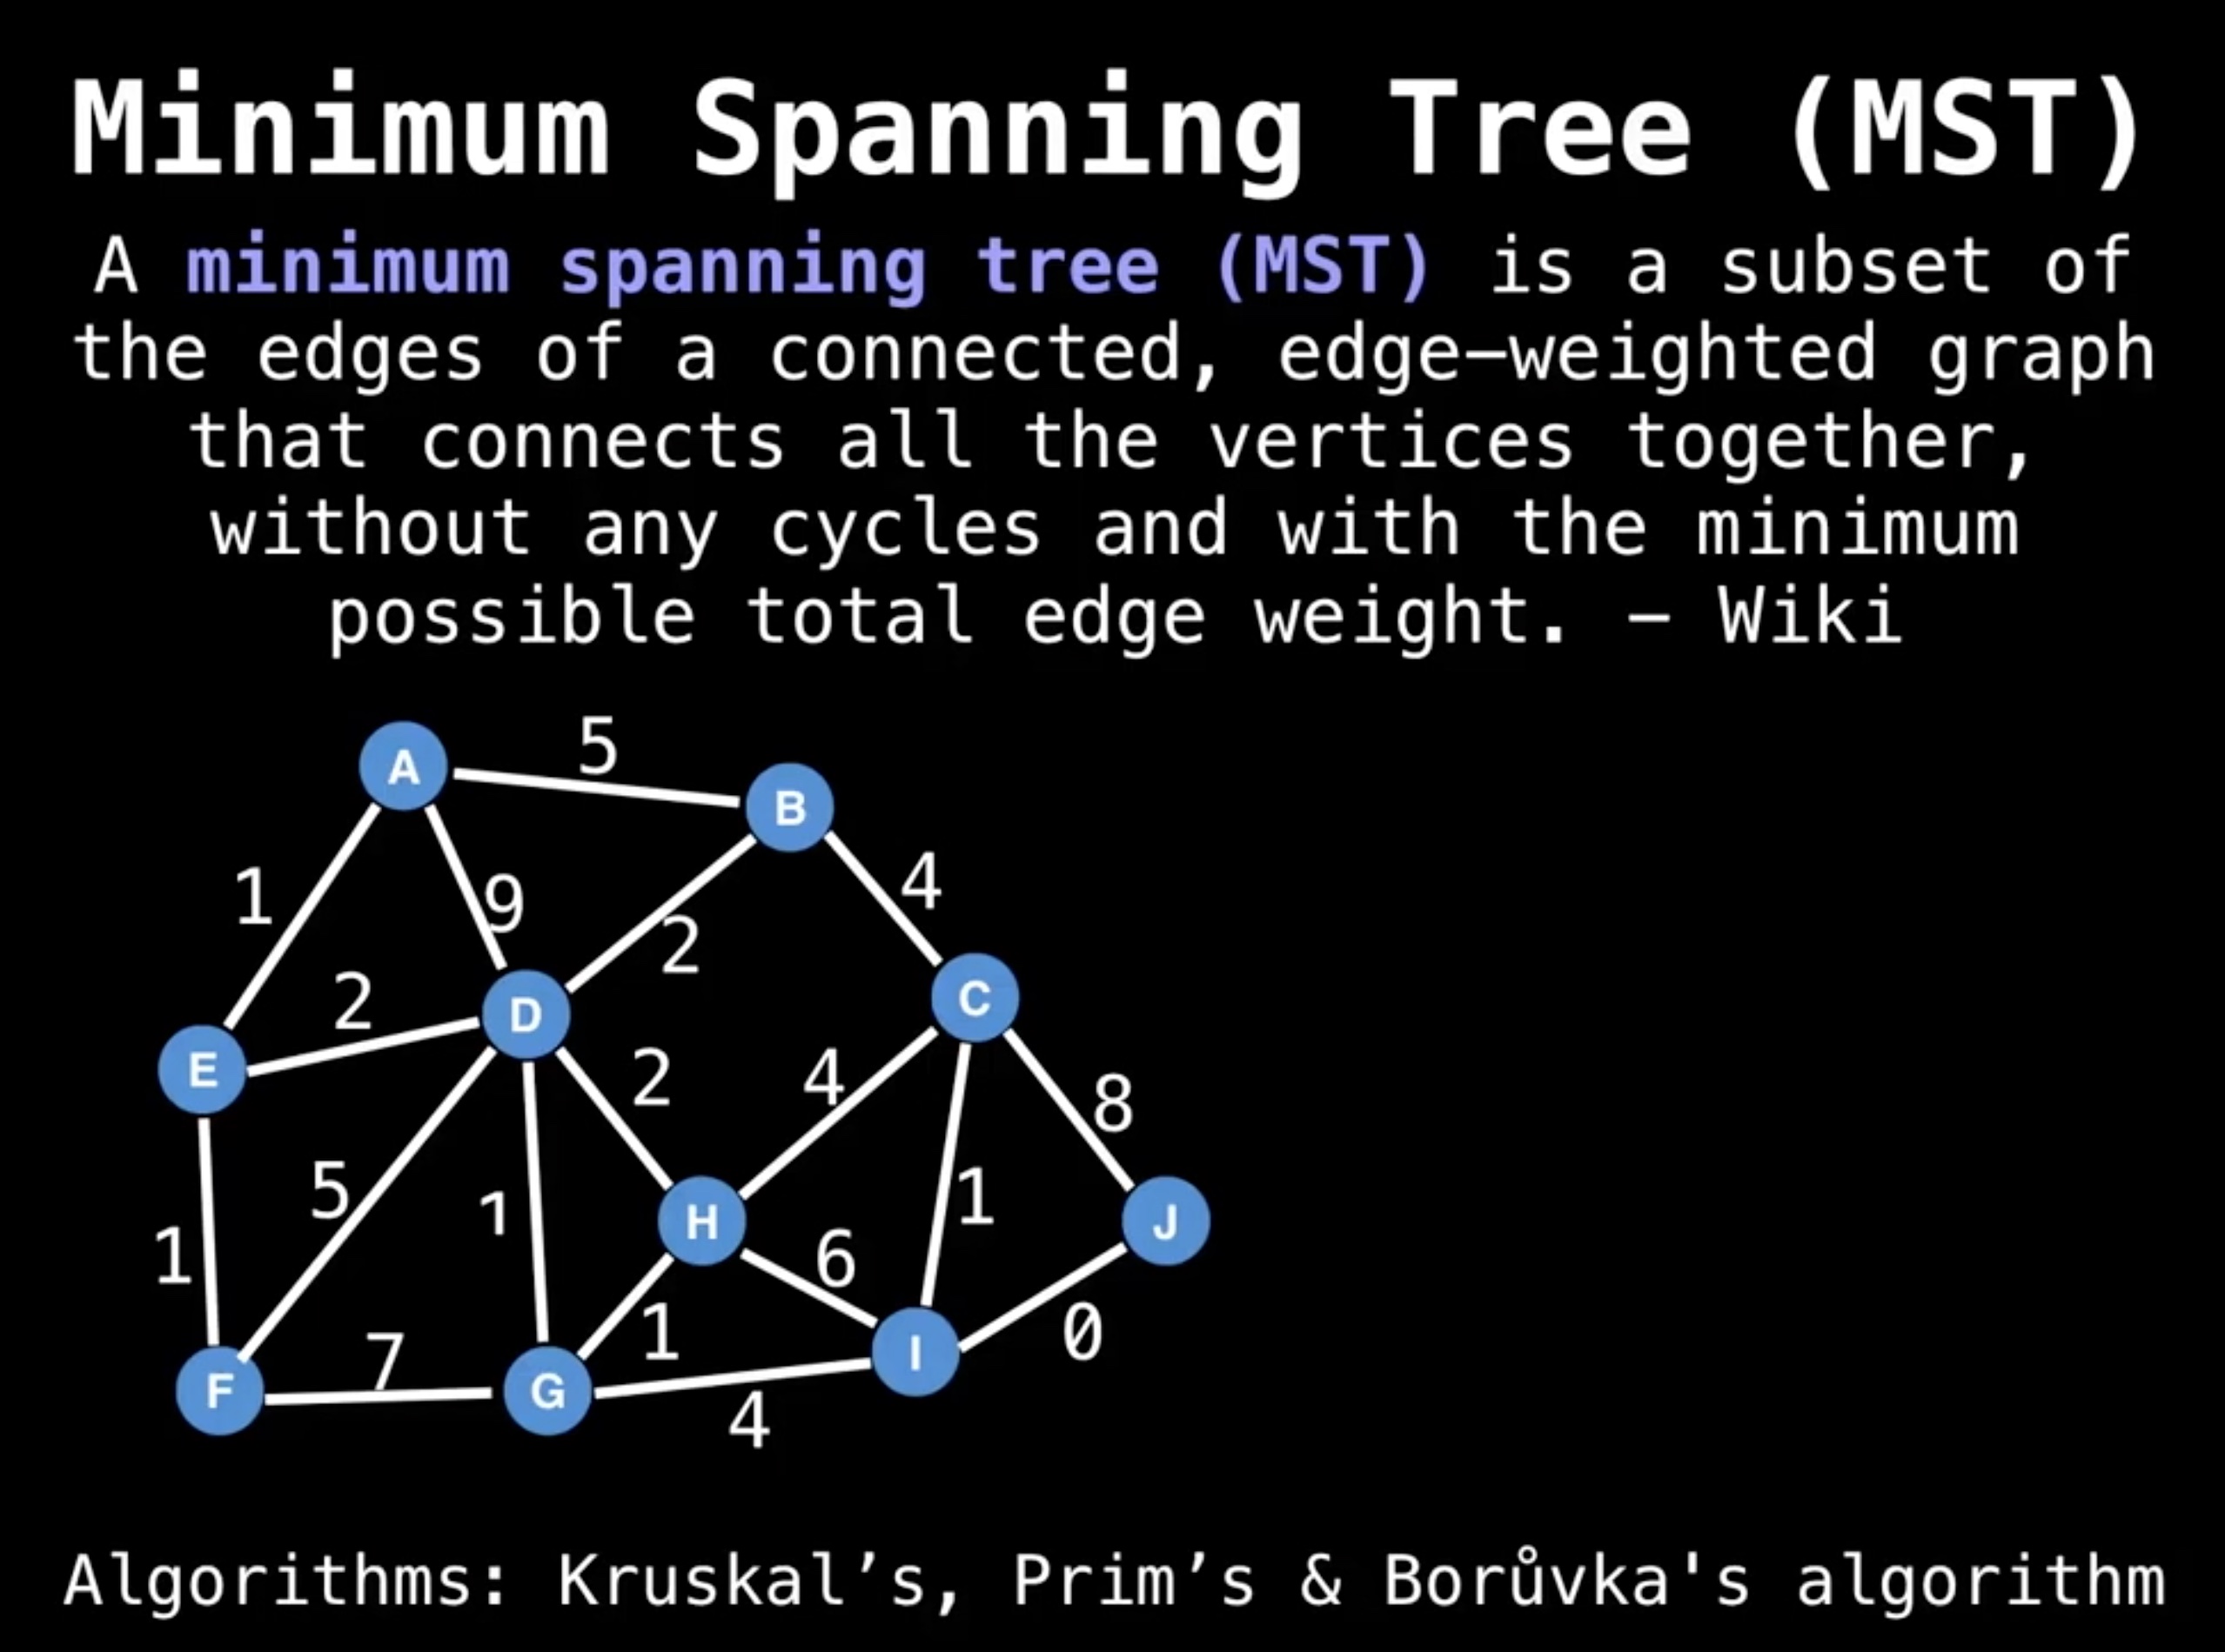 Minimum Spanning Tree (MST)
A minimum spanning tree (MST) is a subset of
the edges of a connected, edge–weighted graph
that connects all the vertices together,
without any cycles and with the minimum
possible total edge weight. – Wiki
5
A
B
1
9
4
2
2
D
C
E
2
4
8
5
1
1
H
J
1
6
7
1
I
0
F
G
4
Algorithms: Kruskal’s, Prim’s & Borůvka's algorithm